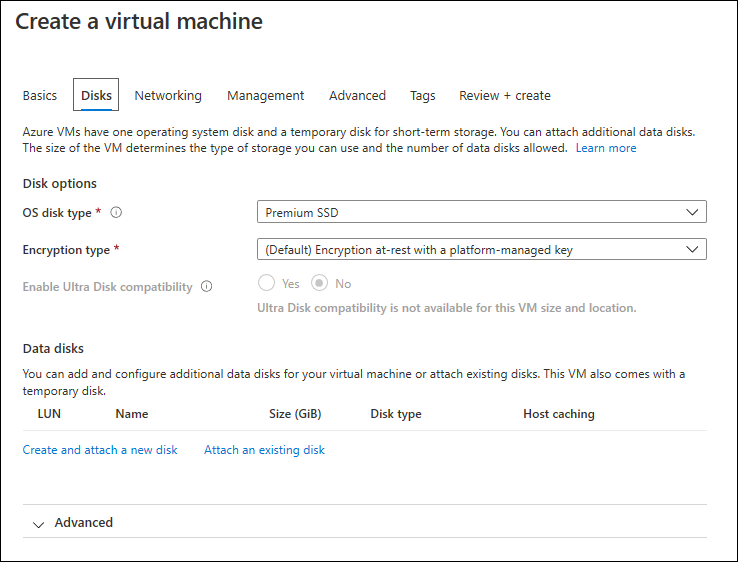 Create a virtual machine
Basics Disks Networking Management Advanced Tags Review + create
Azure VMs have one operating system disk and a temporary disk for short-term storage. You can attach additional data disks.
The size of the VM determines the type of storage you can use and the number of data disks allowed. Learn more
Disk options
OS disk type * Premium SSD
Encryption type * (Default) Encryption at-rest with a platform-managed key
Enable Ultra Disk compatibility Yes No
Ultra Disk compatibility is not available for this VM size and location.
Data disks
You can add and configure additional data disks for your virtual machine or attach existing disks. This VM also comes with a
temporary disk.
LUN Name Size (GiB) Disk type Host caching
Create and attach a new disk Attach an existing disk
Advanced